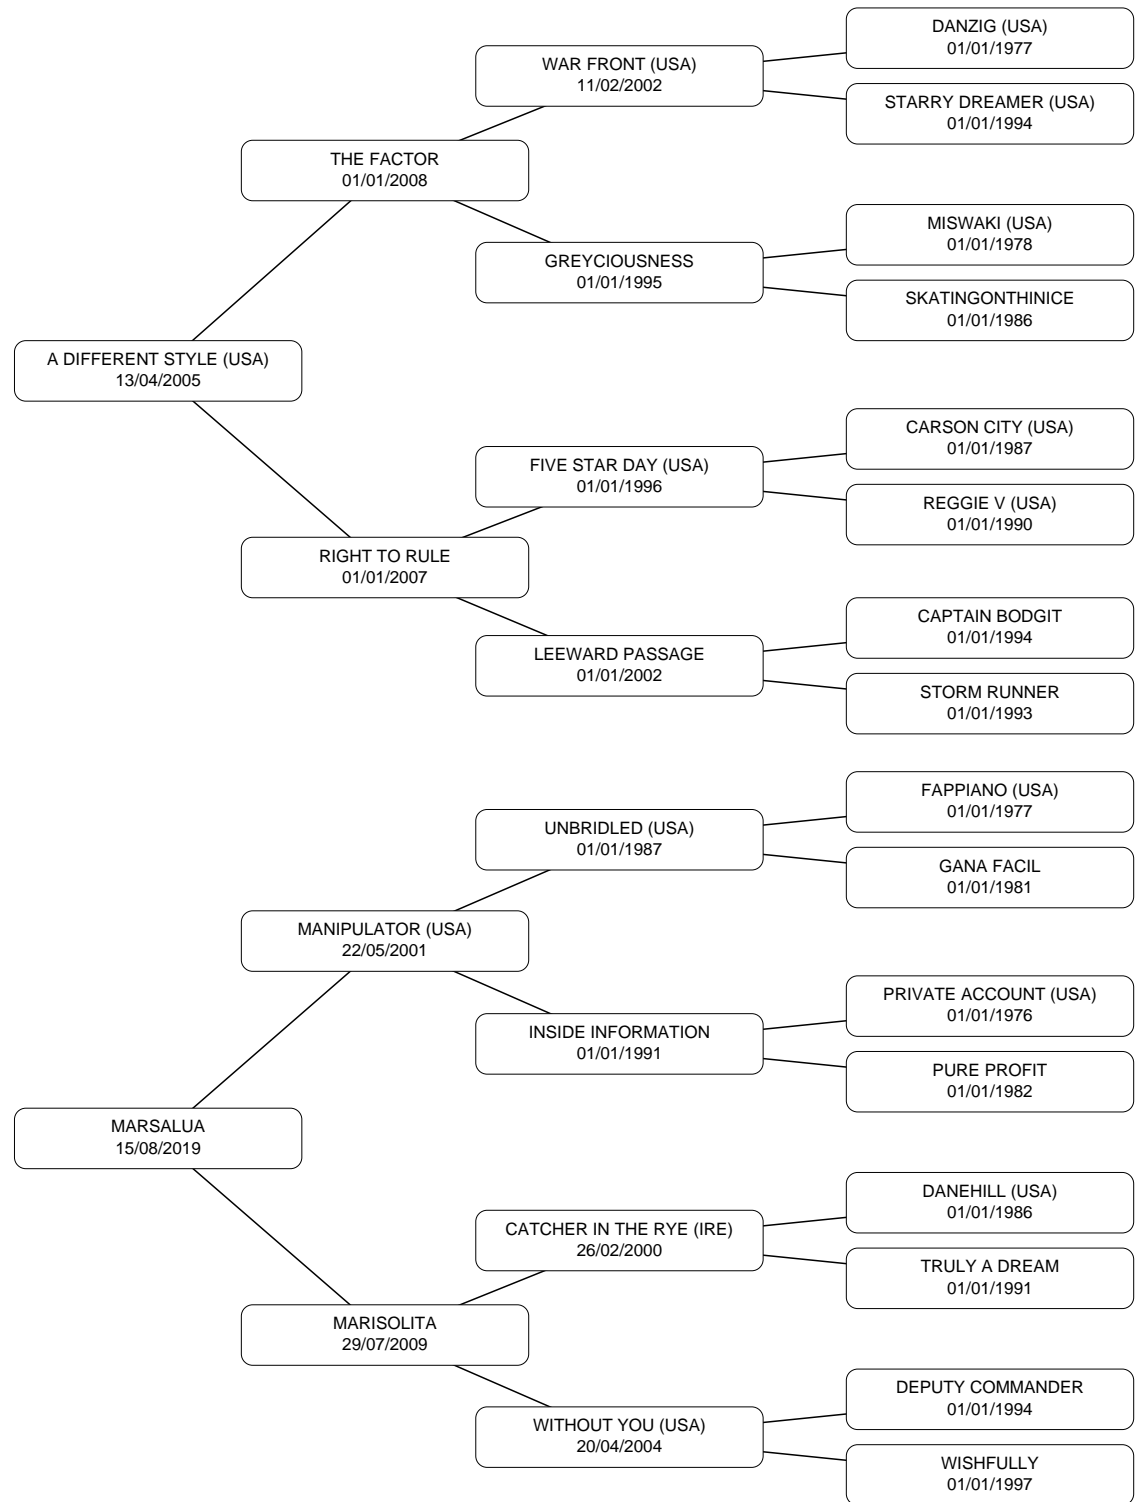 DANZIG (USA)
01/01/1977
WAR FRONT (USA)
11/02/2002
STARRY DREAMER (USA)
01/01/1994
THE FACTOR
01/01/2008
MISWAKI (USA)
01/01/1978
GREYCIOUSNESS
01/01/1995
SKATINGONTHINICE
01/01/1986
A DIFFERENT STYLE (USA)
13/04/2005
CARSON CITY (USA)
01/01/1987
FIVE STAR DAY (USA)
01/01/1996
REGGIE V (USA)
01/01/1990
RIGHT TO RULE
01/01/2007
CAPTAIN BODGIT
01/01/1994
LEEWARD PASSAGE
01/01/2002
STORM RUNNER
01/01/1993
FAPPIANO (USA)
01/01/1977
UNBRIDLED (USA)
01/01/1987
GANA FACIL
01/01/1981
MANIPULATOR (USA)
22/05/2001
PRIVATE ACCOUNT (USA)
01/01/1976
INSIDE INFORMATION
01/01/1991
PURE PROFIT
01/01/1982
MARSALUA
15/08/2019
DANEHILL (USA)
01/01/1986
CATCHER IN THE RYE (IRE)
26/02/2000
TRULY A DREAM
01/01/1991
MARISOLITA
29/07/2009
DEPUTY COMMANDER
01/01/1994
WITHOUT YOU (USA)
20/04/2004
WISHFULLY
01/01/1997